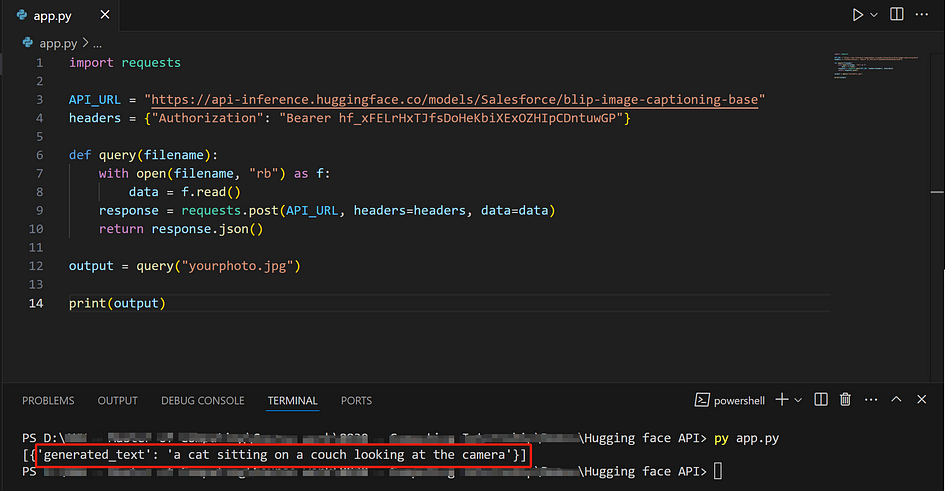 app.py
app.py > ...
1 import requests
2
3 API_URL = "https://api-inference.huggingface.co/models/Salesforce/blip-image-captioning-base"
4 headers = {"Authorization": "Bearer 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"}
5
6 def query(filename):
7     with open(filename, "rb") as f:
8         data = f.read()
9     response = requests.post(API_URL, headers=headers, data=data)
10     return response.json()
11
12 output = query("yourphoto.jpg")
13
14 print(output)
PROBLEMS OUTPUT DEBUG CONSOLE TERMINAL PORTS powershell
PS D:\ \Hugging face API> py app.py
[{'generated_text': 'a cat sitting on a couch looking at the camera'}]
PS \Hugging face API>